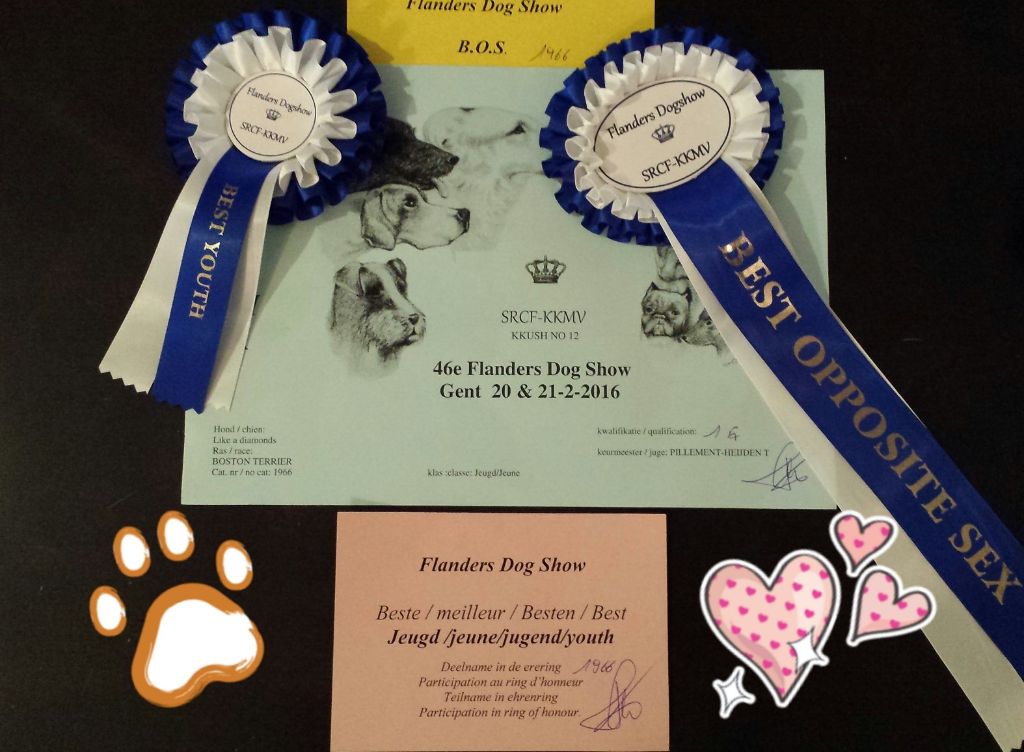 Flanders Dog Show
B.O.S. 1966
Flanders Dogshow
SRCF-KKMV
BEST YOUTH
Flanders Dogshow
SRCF-KKMV
BEST OPPOSITE SEX
SRCF-KKMV
KKUSH NO 12
46e Flanders Dog Show
Gent 20 & 21-2-2016
Hond / chien:
Like a diamonds
Ras / race:
BOSTON TERRIER
Cat. nr / no cat: 1966
klas :classe: Jeugd/Jeune
kwalifikatie / qualification: 1 Ex
keurmeester / juge: PILLEMENT-HEIJDEN T
Flanders Dog Show
Beste / meilleur / Besten / Best
Jeugd /jeune/jugend/youth
Deelname in de erering 1966
Participation au ring d'honneur
Teilname in ehrenring
Participation in ring of honour.